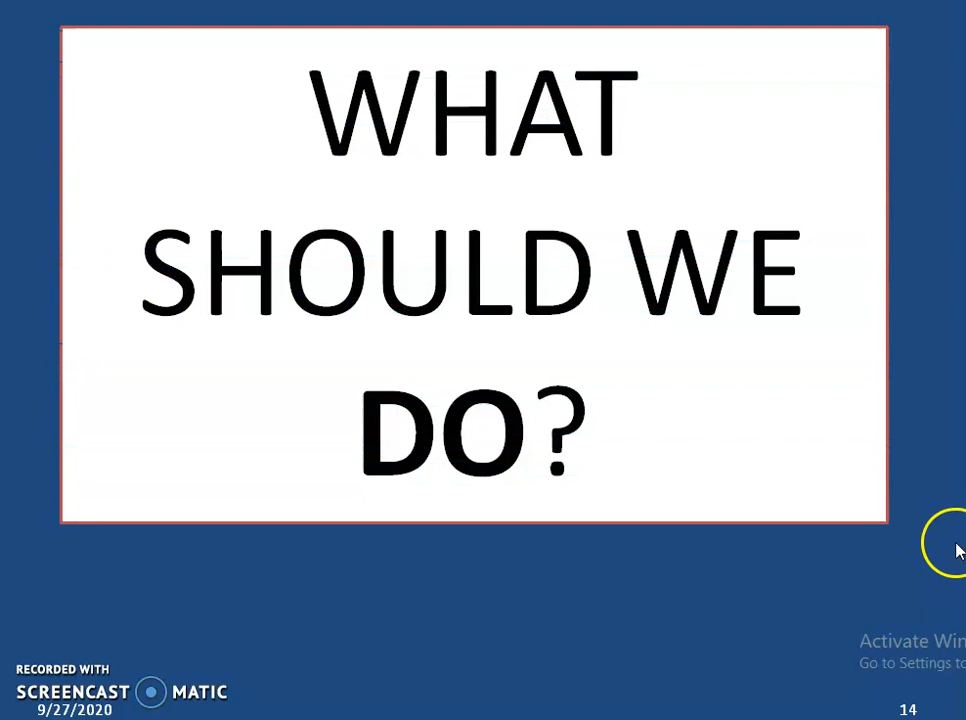 WHAT
SHOULD WE
DO?
Activate Win
Go to Settings to
RECORDED WITH
SCREENCAST MATIC
9/27/2020
14